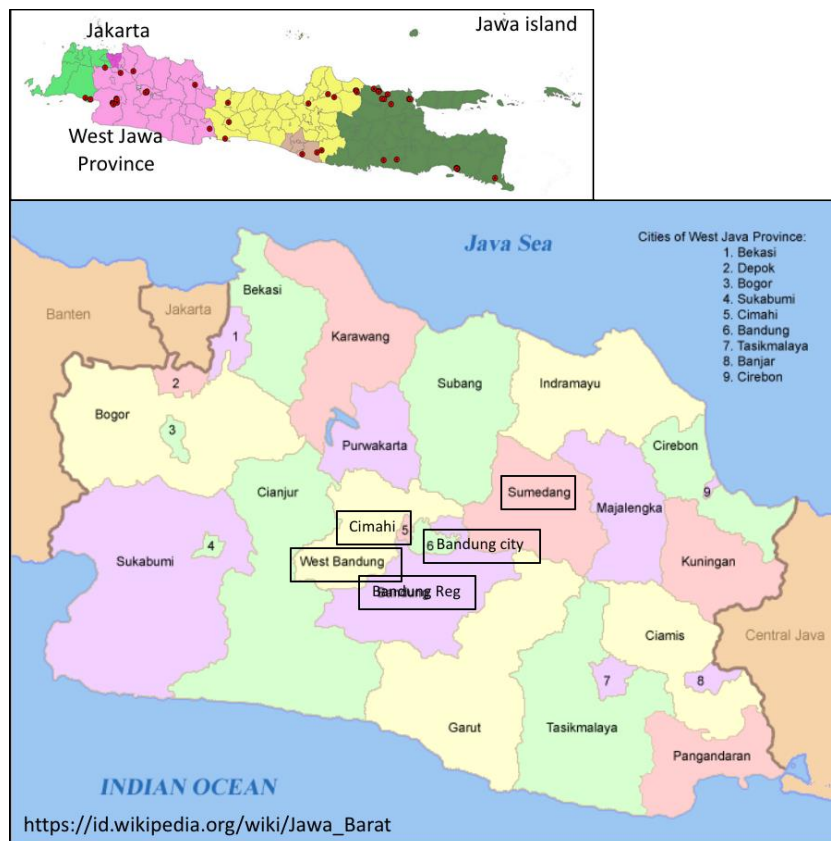 Jakarta
Jawa island
West Jawa
Province
Java Sea
Cities of West Java Province:
1. Bekasi
2. Depok
3. Bogor
4. Sukabumi
5. Cimahi
6. Bandung
7. Tasikmalaya
8. Banjar
9. Cirebon
Banten
Jakarta
Bekasi
1
Karawang
2
Subang
Indramayu
Bogor
3
Purwakarta
Cirebon
Cianjur
Sumedang
Majalengka
9
Cimahi
5
6
Bandung city
Sukabumi
4
West Bandung
Kuningan
Bandung Reg
Ciamis
Central Java
7
8
Garut
Tasikmalaya
Pangandaran
INDIAN OCEAN
https://id.wikipedia.org/wiki/Jawa_Barat